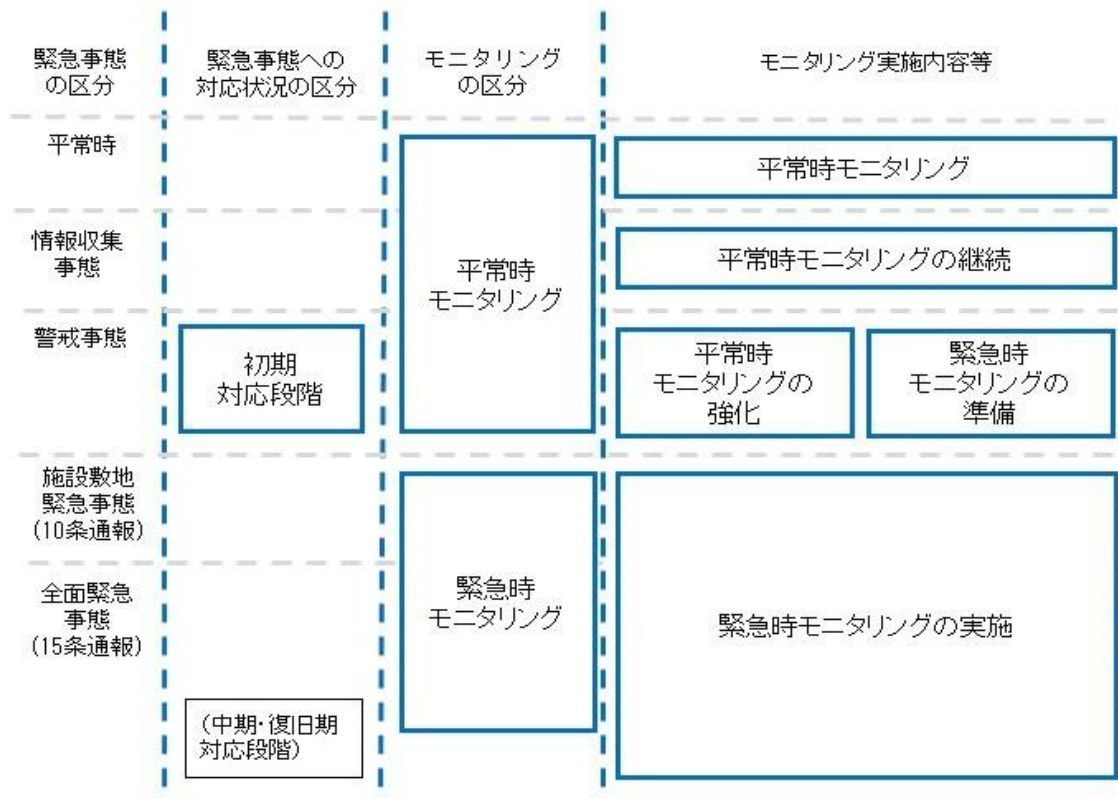 緊急事態
の区分
緊急事態への
対応状況の区分
モニタリング
の区分
モニタリング実施内容等
平常時
平常時モニタリング
情報収集
事態
平常時
モニタリング
平常時モニタリングの継続
警戒事態
初期
対応段階
平常時
モニタリングの
強化
緊急時
モニタリングの
準備
施設敷地
緊急事態
(10条通報)
全面緊急
事態
(15条通報)
緊急時
モニタリング
緊急時モニタリングの実施
(中期・復旧期
対応段階)